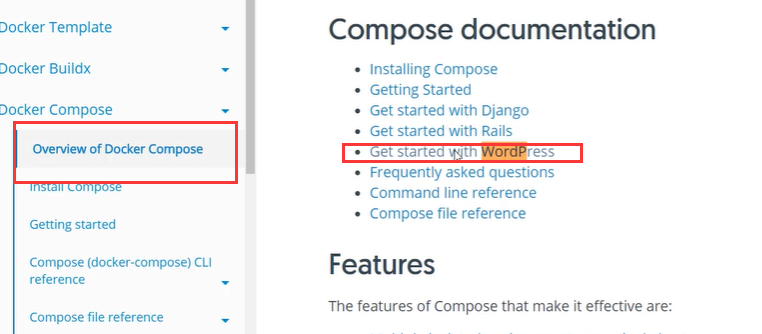 Docker Template
Docker Buildx
Docker Compose
Overview of Docker Compose
Install Compose
Getting started
Compose (docker-compose) CLI
reference
Compose file reference
Compose documentation
Installing Compose
Getting Started
Get started with Django
Get started with Rails
Get started with WordPress
Frequently asked questions
Command line reference
Compose file reference
Features
The features of Compose that make it effective are: